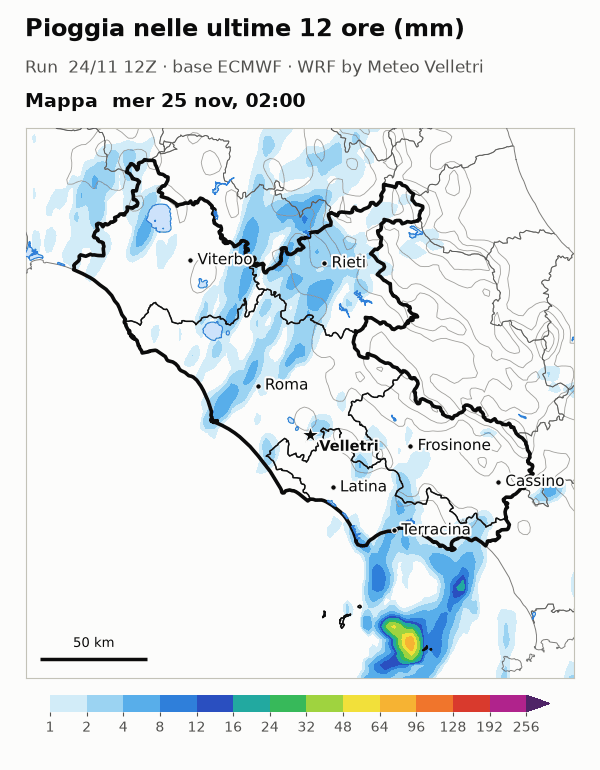 Pioggia nelle ultime 12 ore (mm)
Run  24/11 12Z · base ECMWF · WRF by Meteo Velletri
Mappa  mer 25 nov, 02:00
Viterbo
Rieti
Roma
Velletri
Frosinone
Cassino
Latina
Terracina
50 km
1 2 4 8 12 16 24 32 48 64 96 128 192 256